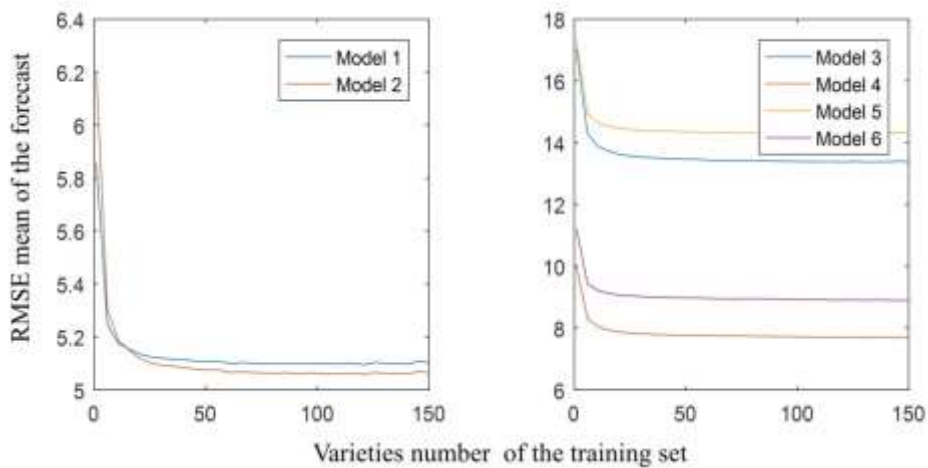 RMSE mean of the forecast
6.4
6.2
6
5.8
5.6
5.4
5.2
5
0
50
100
150
Model 1
Model 2
18
16
14
12
10
8
6
0
50
100
150
Model 3
Model 4
Model 5
Model 6
Varieties number of the training set